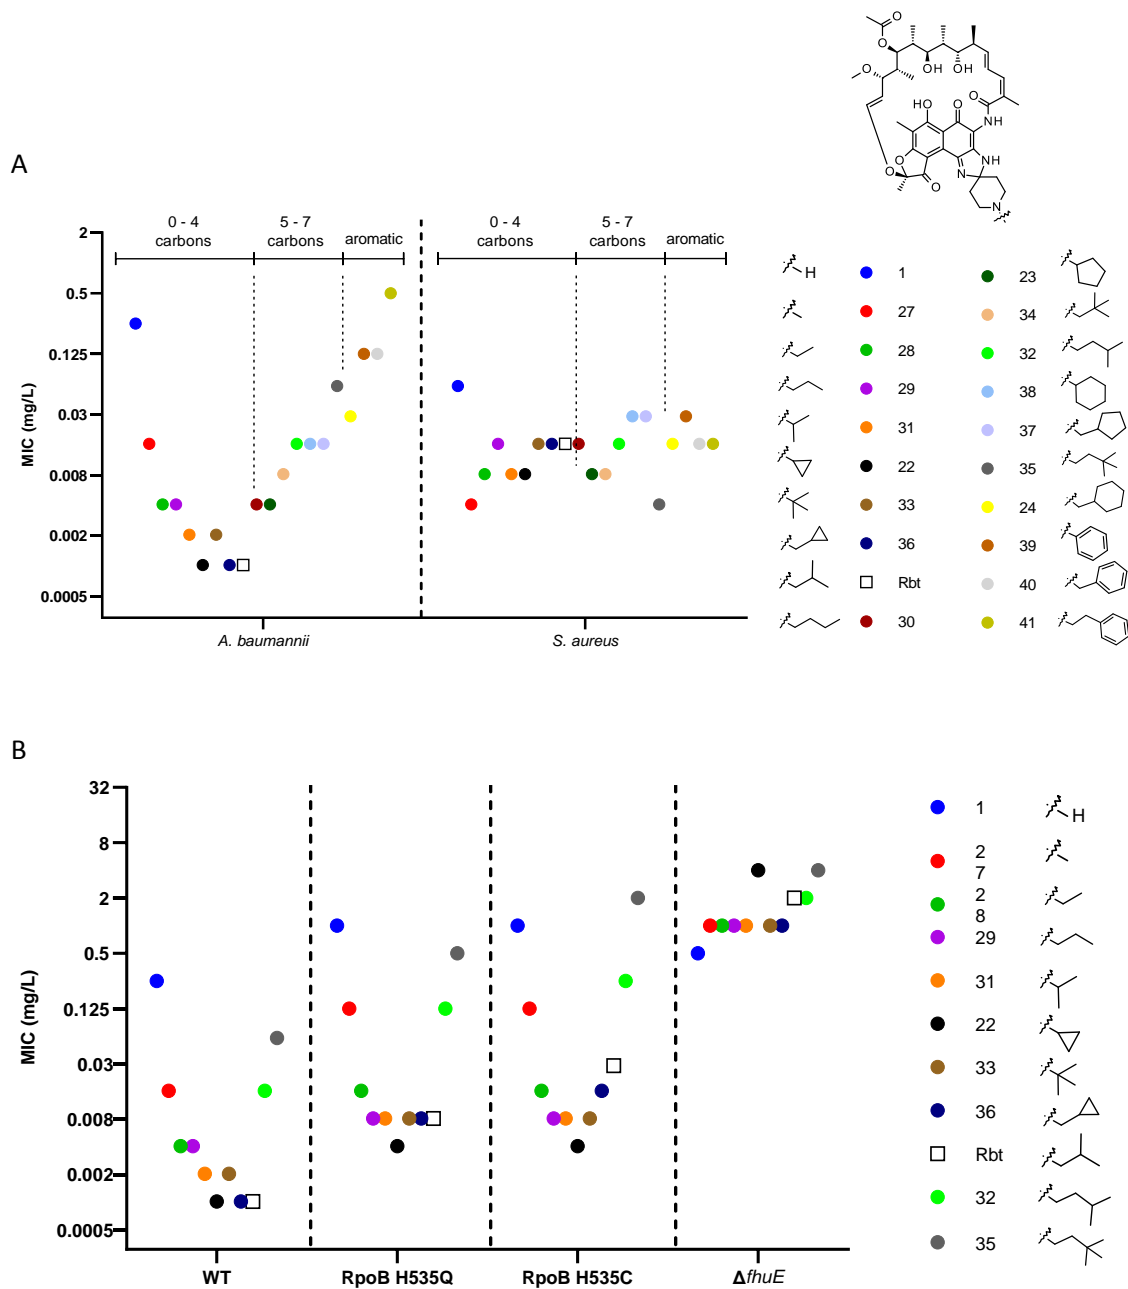 O
O
O
OH
OH
O
OH
O
NH
O
O
NH
N
O
O
N
A
0 - 4
carbons
5 - 7
carbons
aromatic
0 - 4
carbons
5 - 7
carbons
aromatic
2
0.5
0.125
0.03
0.008
0.002
0.0005
MIC (mg/L)
A. baumannii
S. aureus
H
1
23
27
34
28
32
29
38
31
37
22
35
33
24
36
39
Rbt
40
30
41
B
32
8
2
0.5
0.125
0.03
0.008
0.002
0.0005
MIC (mg/L)
WT
RpoB H535Q
RpoB H535C
ΔfhuE
1
H
2
7
2
8
29
31
22
33
36
Rbt
32
35